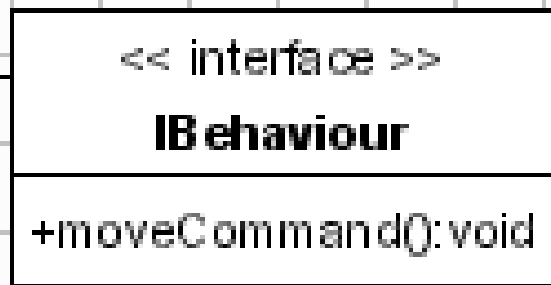 << interface >>
IBehaviour
+moveCommand():void